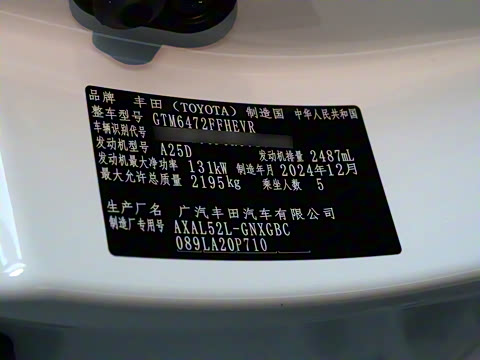 品牌 丰田(TOYOTA) 制造国 中华人民共和国
整车型号 GTM6472FFHEVR
车辆识别代号
发动机型号 A25D 发动机排量 2487mL
发动机最大净功率 131kW 制造年月 2024年12月
最大允许总质量 2195kg 乘坐人数 5
生产厂名 广汽丰田汽车有限公司
制造厂专用号 AXAL52L-GNXGBC
089LA20P710